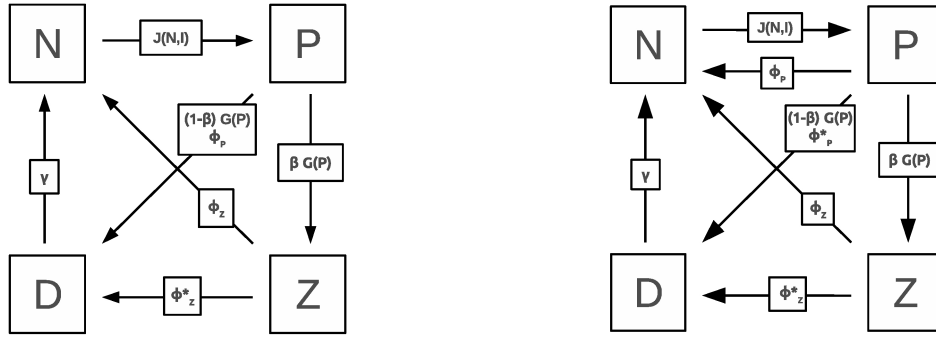 N J(N,I) P
(1-β) G(P)
ϕP
γ β G(P)
ϕz
D ϕ*z Z
N J(N,I) P
ϕP
(1-β) G(P)
ϕ*P
γ β G(P)
ϕz
D ϕ*z Z